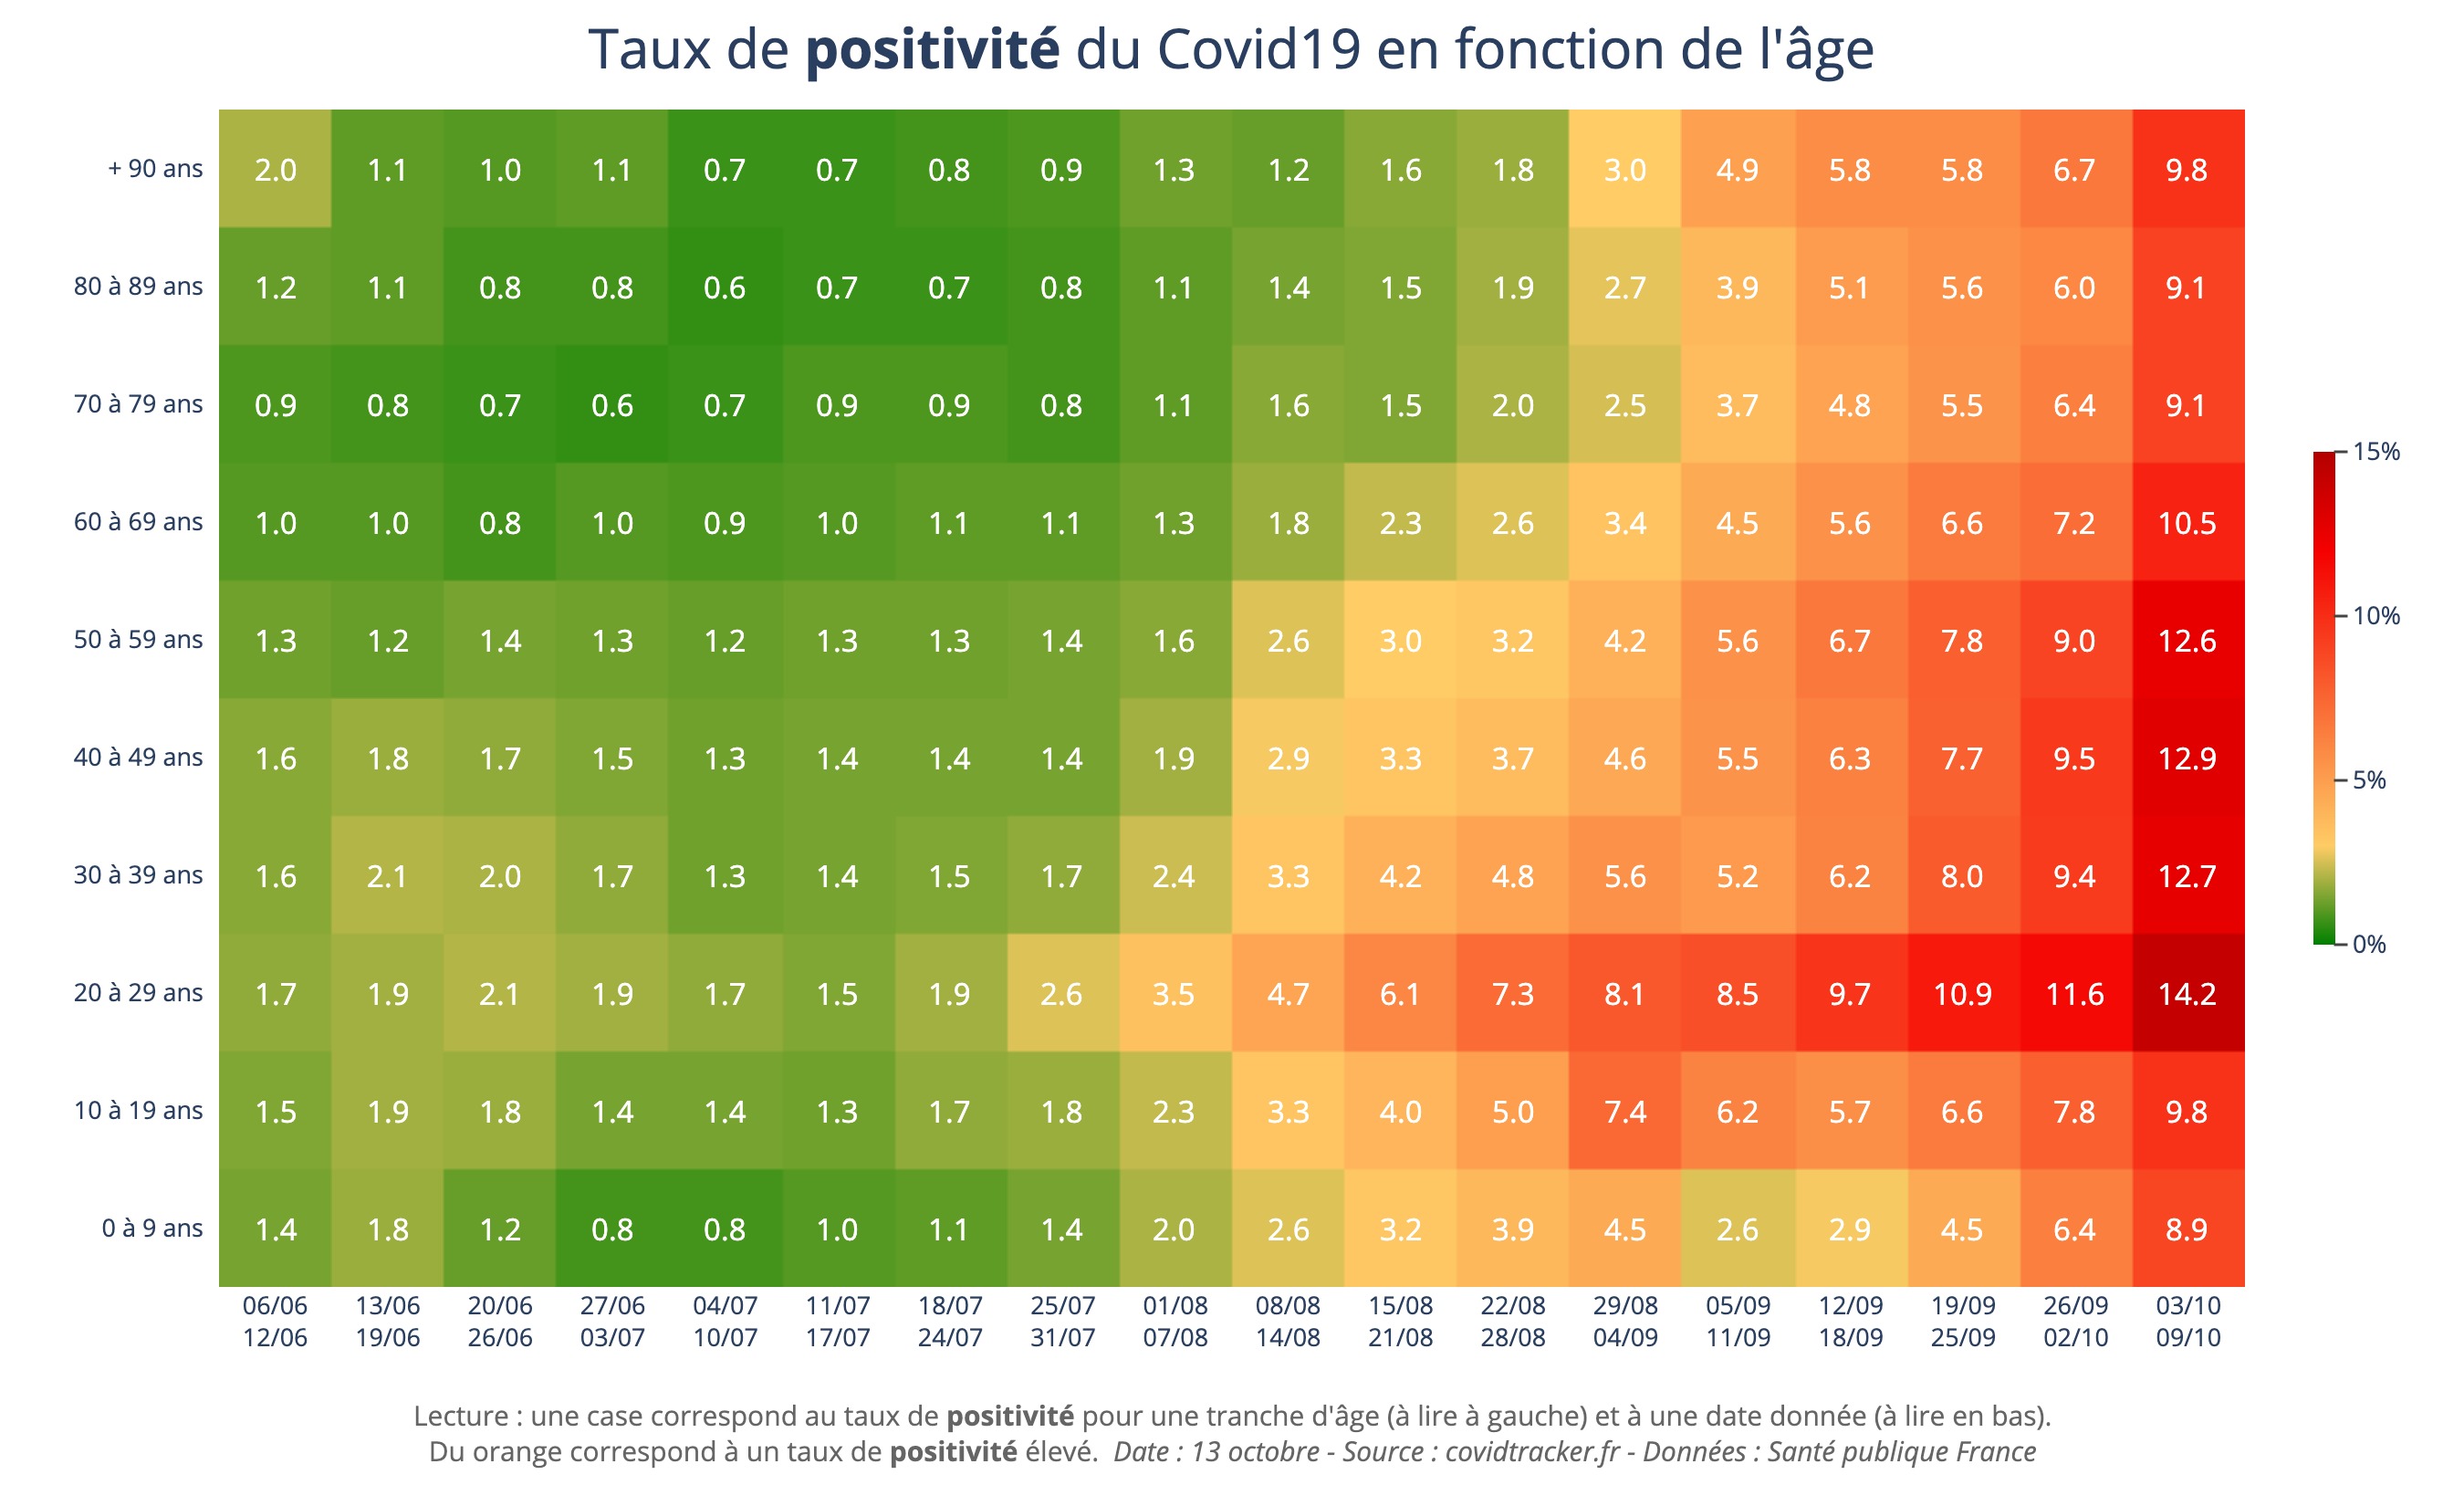 Taux de positivité du Covid19 en fonction de l'âge
+ 90 ans 2.0 1.1 1.0 1.1 0.7 0.7 0.8 0.9 1.3 1.2 1.6 1.8 3.0 4.9 5.8 5.8 6.7 9.8
80 à 89 ans 1.2 1.1 0.8 0.8 0.6 0.7 0.7 0.8 1.1 1.4 1.5 1.9 2.7 3.9 5.1 5.6 6.0 9.1
70 à 79 ans 0.9 0.8 0.7 0.6 0.7 0.9 0.9 0.8 1.1 1.6 1.5 2.0 2.5 3.7 4.8 5.5 6.4 9.1
60 à 69 ans 1.0 1.0 0.8 1.0 0.9 1.0 1.1 1.1 1.3 1.8 2.3 2.6 3.4 4.5 5.6 6.6 7.2 10.5
50 à 59 ans 1.3 1.2 1.4 1.3 1.2 1.3 1.3 1.4 1.6 2.6 3.0 3.2 4.2 5.6 6.7 7.8 9.0 12.6
40 à 49 ans 1.6 1.8 1.7 1.5 1.3 1.4 1.4 1.4 1.9 2.9 3.3 3.7 4.6 5.5 6.3 7.7 9.5 12.9
30 à 39 ans 1.6 2.1 2.0 1.7 1.3 1.4 1.5 1.7 2.4 3.3 4.2 4.8 5.6 5.2 6.2 8.0 9.4 12.7
20 à 29 ans 1.7 1.9 2.1 1.9 1.7 1.5 1.9 2.6 3.5 4.7 6.1 7.3 8.1 8.5 9.7 10.9 11.6 14.2
10 à 19 ans 1.5 1.9 1.8 1.4 1.4 1.3 1.7 1.8 2.3 3.3 4.0 5.0 7.4 6.2 5.7 6.6 7.8 9.8
0 à 9 ans 1.4 1.8 1.2 0.8 0.8 1.0 1.1 1.4 2.0 2.6 3.2 3.9 4.5 2.6 2.9 4.5 6.4 8.9
06/06 13/06 20/06 27/06 04/07 11/07 18/07 25/07 01/08 08/08 15/08 22/08 29/08 05/09 12/09 19/09 26/09 03/10
12/06 19/06 26/06 03/07 10/07 17/07 24/07 31/07 07/08 14/08 21/08 28/08 04/09 11/09 18/09 25/09 02/10 09/10
15%
10%
5%
0%
Lecture : une case correspond au taux de positivité pour une tranche d'âge (à lire à gauche) et à une date donnée (à lire en bas).
Du orange correspond à un taux de positivité élevé. Date : 13 octobre - Source : covidtracker.fr - Données : Santé publique France